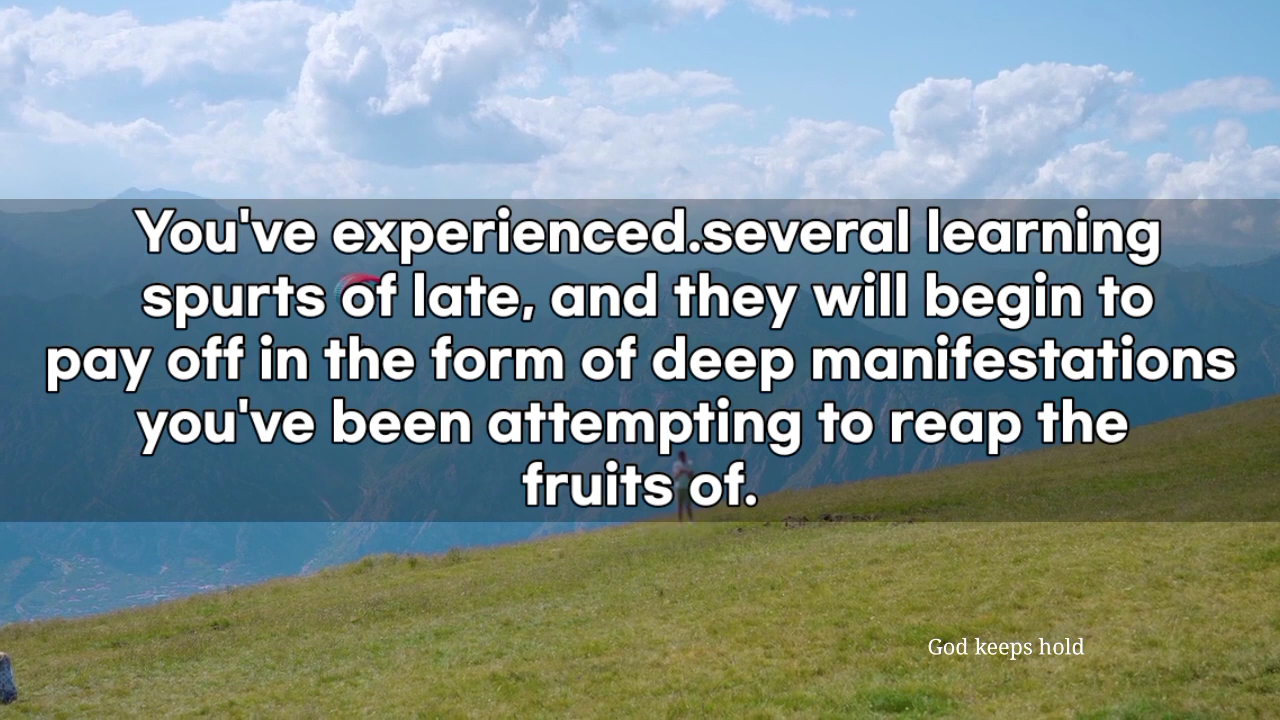 You've experienced.several learning
spurts of late, and they will begin to
pay off in the form of deep manifestations
you've been attempting to reap the
fruits of.
God keeps hold